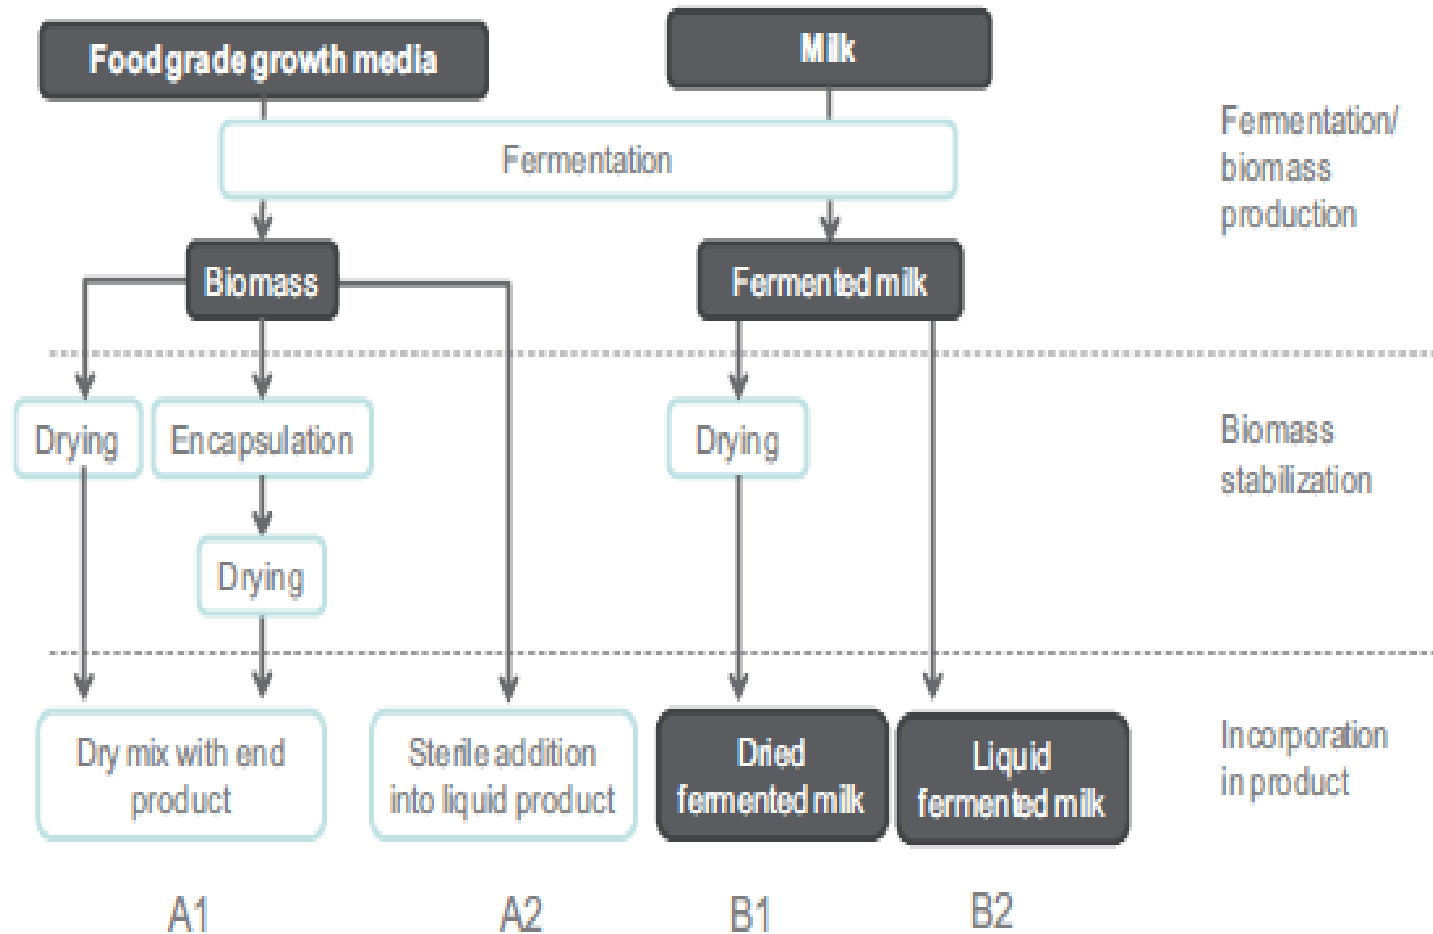 Food grade growth media
Milk
Fermentation
Fermentation/
biomass
production
Biomass
Fermented milk
Drying
Encapsulation
Drying
Biomass
stabilization
Drying
Dry mix with end
product
Sterile addition
into liquid product
Dried
fermented milk
Liquid
fermented milk
Incorporation
in product
A1
A2
B1
B2